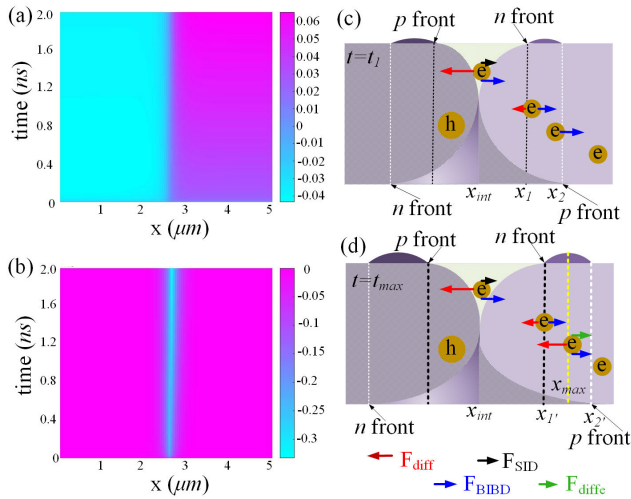 (a)
2.0
1.6
1.2
0.8
0.4
0
time (ns)
1 2 3 4 5
x (μm)
0.06
0.05
0.04
0.03
0.02
0.01
0
-0.01
-0.02
-0.03
-0.04
(b)
2.0
1.6
1.2
0.8
0.4
0
time (ns)
1 2 3 4 5
x (μm)
0
-0.05
-0.1
-0.15
-0.2
-0.25
-0.3
(c)
p front
n front
t=t1
e
e
e
e
h
xint
x1
x2
n front
p front
(d)
p front
n front
t=tmax
e
e
e
e
h
xint
x1'
xmax
x2'
n front
p front
Fdiff
FSID
FBIBD
Fdiffe